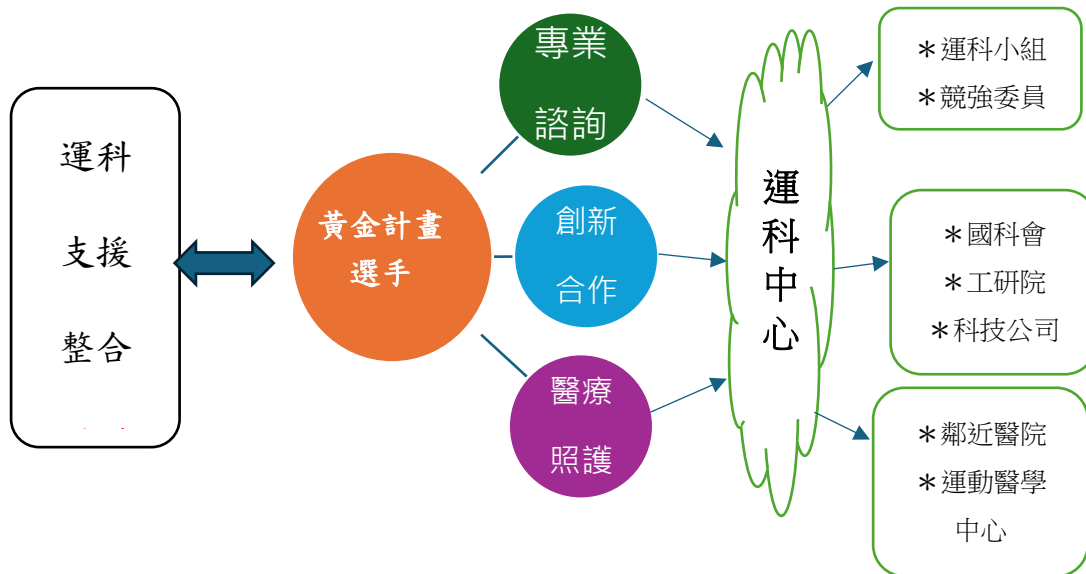 運科
支援
整合
黃金計畫
選手
專業
諮詢
創新
合作
醫療
照護
運科中心
＊運科小組
＊競強委員
＊國科會
＊工研院
＊科技公司
＊鄰近醫院
＊運動醫學
中心